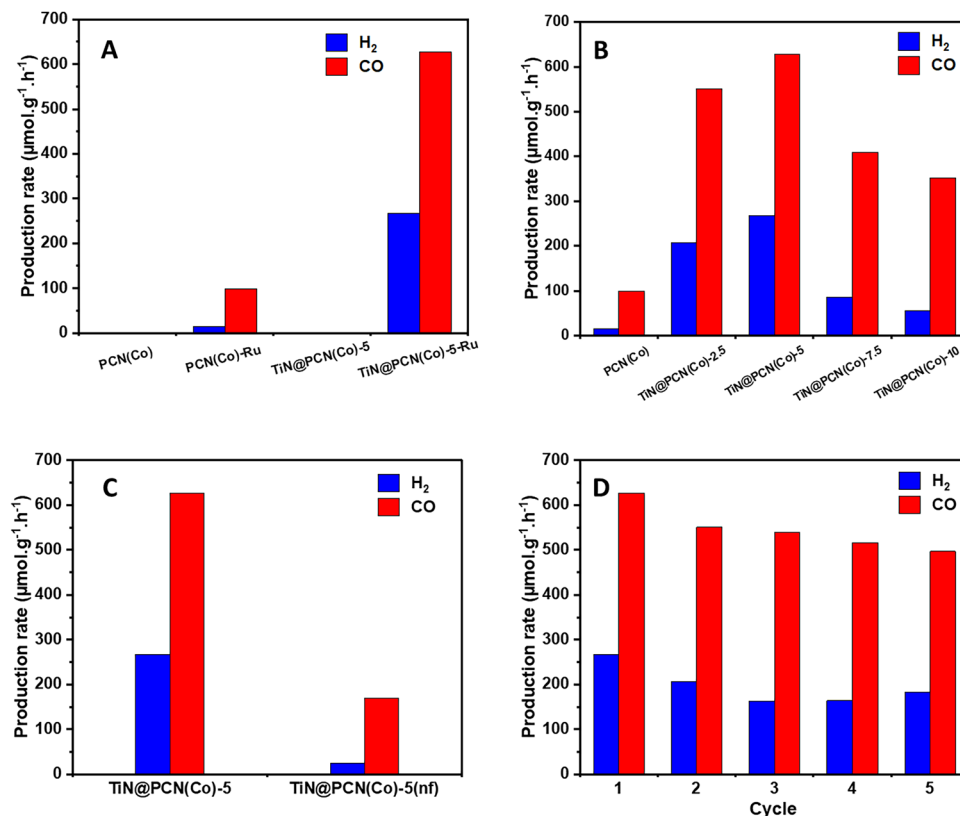 A
H₂
CO
Production rate (µmol.g⁻¹.h⁻¹)
700
600
500
400
300
200
100
0
PCN(Co)
PCN(Co)-Ru
TiN@PCN(Co)-5
TiN@PCN(Co)-5-Ru
B
H₂
CO
Production rate (µmol.g⁻¹.h⁻¹)
700
600
500
400
300
200
100
0
PCN(Co)
TiN@PCN(Co)-2.5
TiN@PCN(Co)-5
TiN@PCN(Co)-7.5
TiN@PCN(Co)-10
C
H₂
CO
Production rate (µmol.g⁻¹.h⁻¹)
700
600
500
400
300
200
100
0
TiN@PCN(Co)-5
TiN@PCN(Co)-5(nf)
D
H₂
CO
Production rate (µmol.g⁻¹.h⁻¹)
700
600
500
400
300
200
100
0
1
2
3
4
5
Cycle